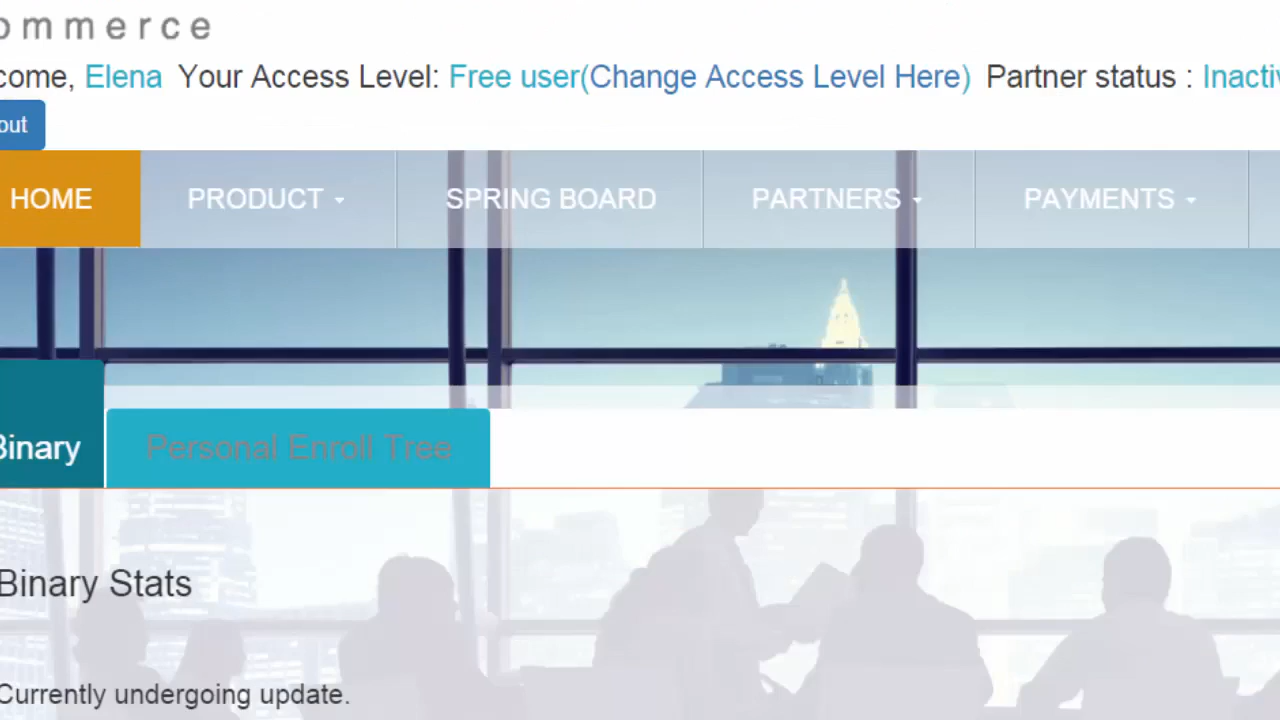 ommerce
come, Elena Your Access Level: Free user(Change Access Level Here) Partner status : Inactiv
out
HOME PRODUCT SPRING BOARD PARTNERS PAYMENTS
Binary Personal Enroll Tree
Binary Stats
Currently undergoing update.